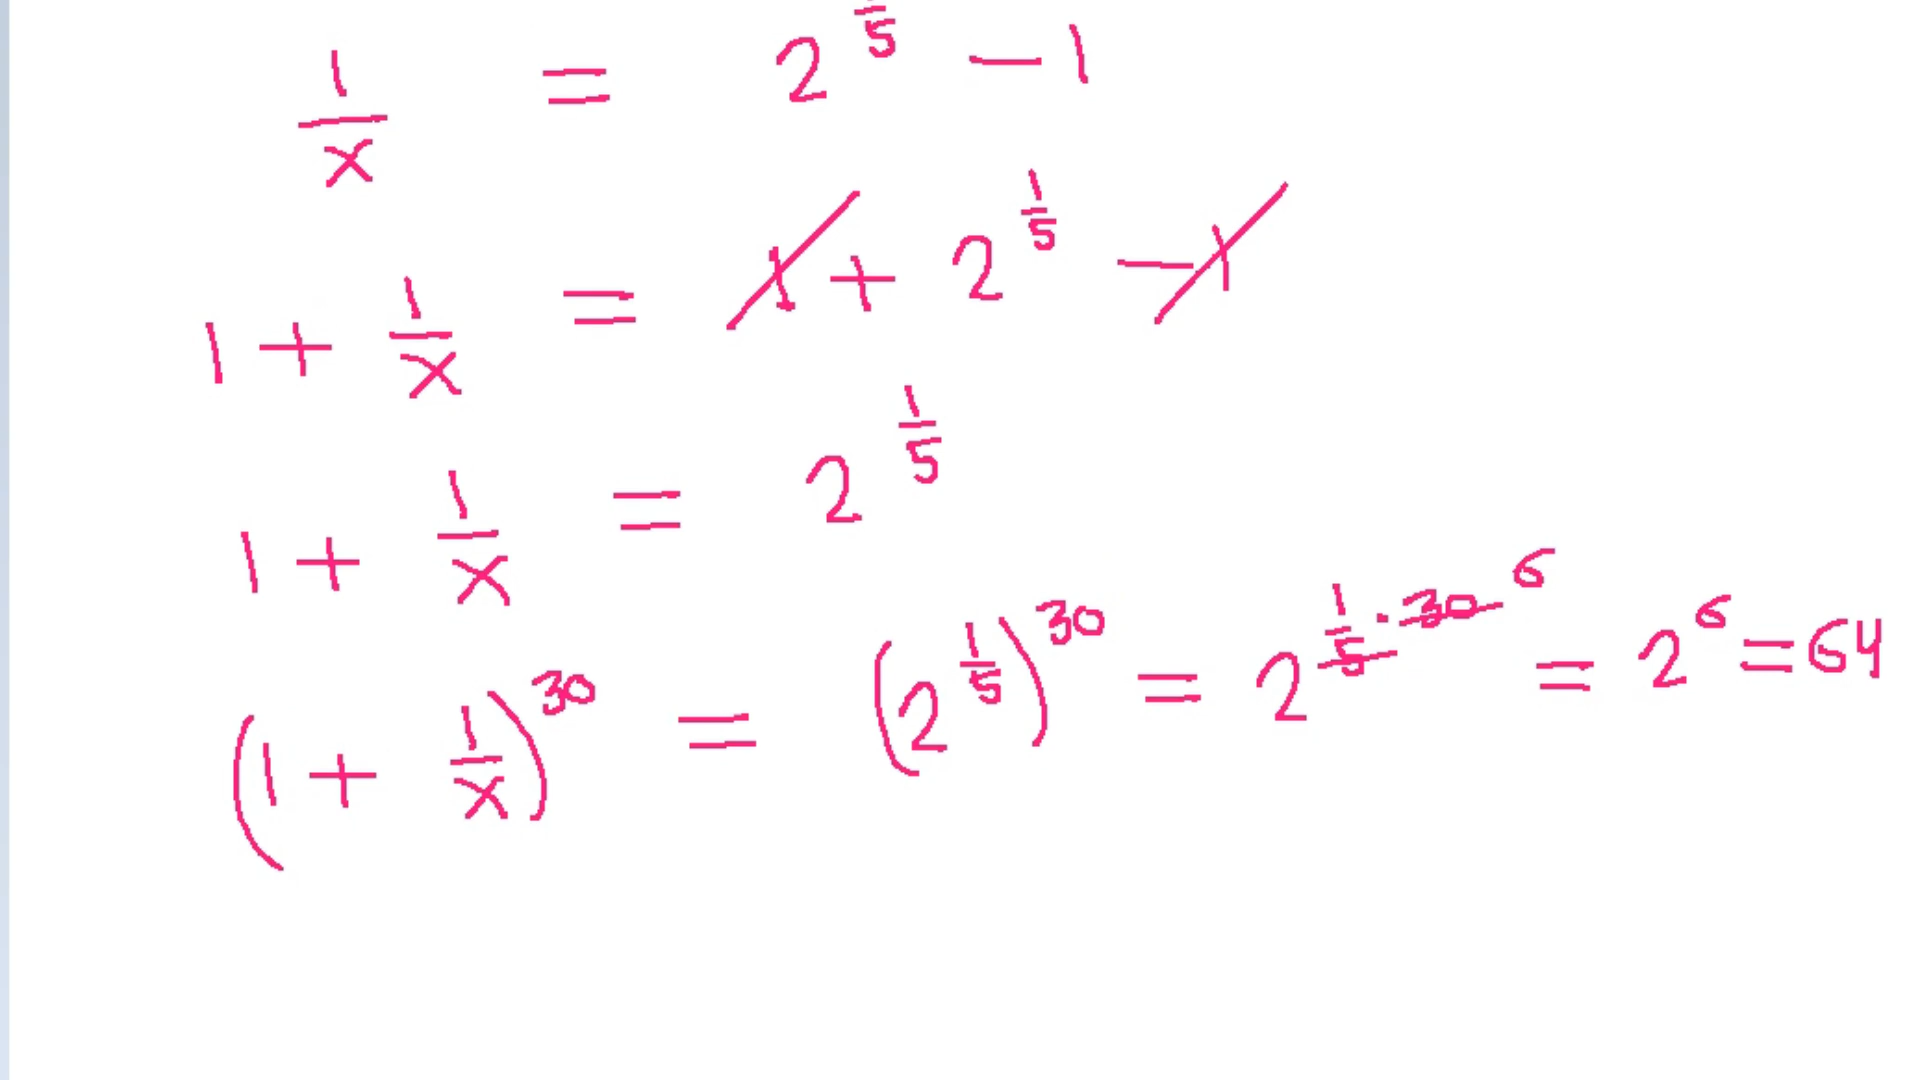 1/x = 2^(1/5) - 1
1 + 1/x = 1 + 2^(1/5) - 1
1 + 1/x = 2^(1/5)
(1 + 1/x)^30 = (2^(1/5))^30 = 2^(1/5 · 30) 6 = 2^6 = 64